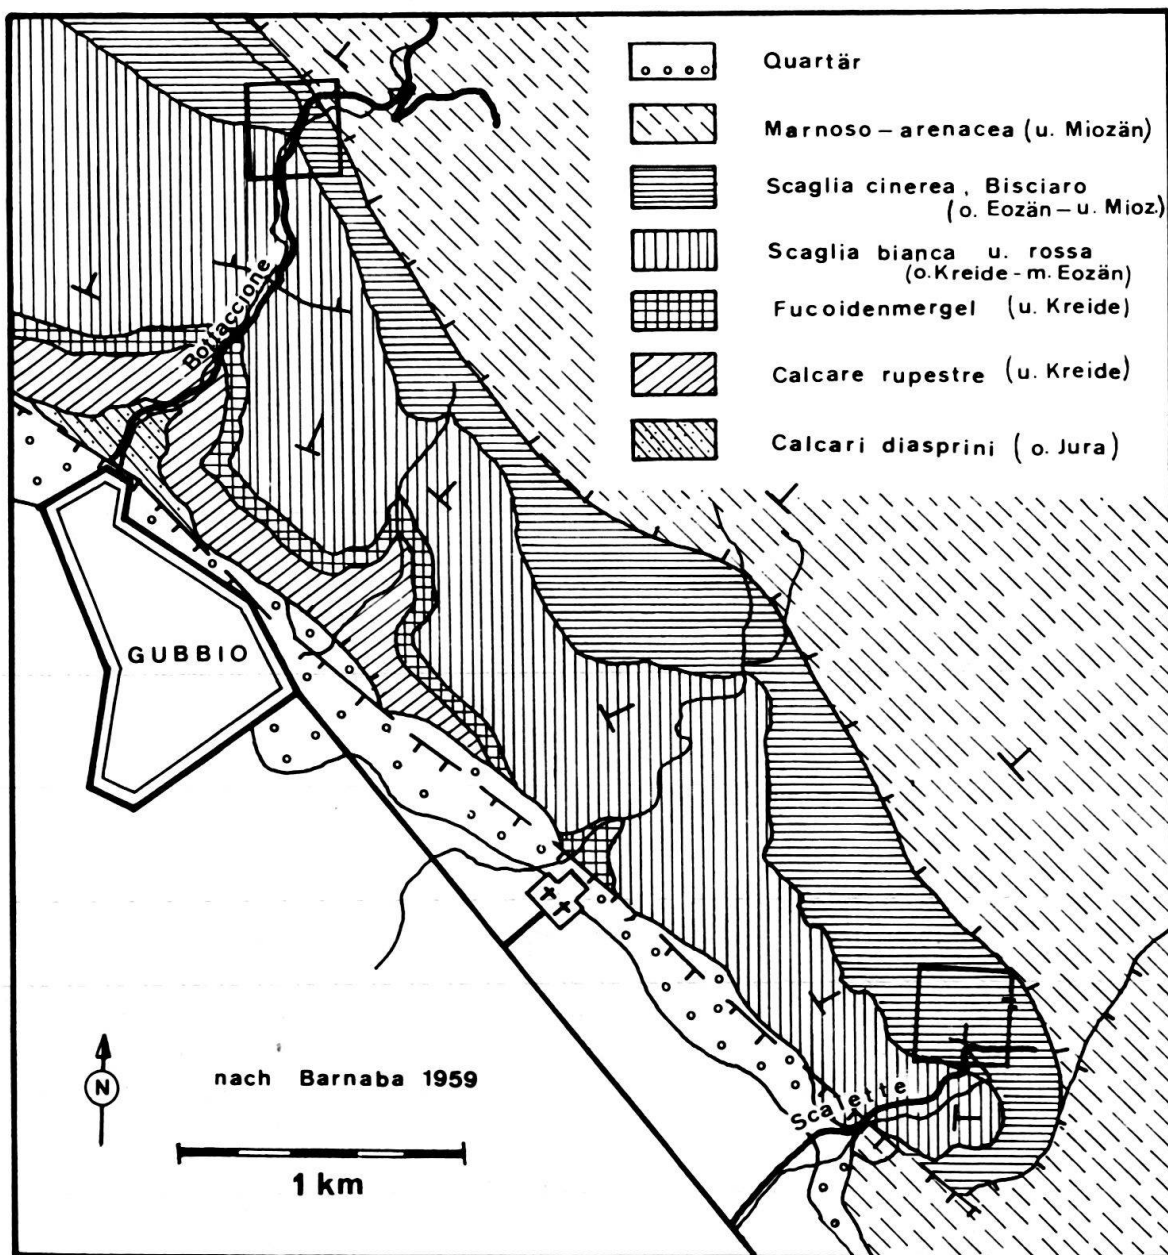 Quartär
Marnoso – arenacea (u. Miozän)
Scaglia cinerea, Bisciaro
(o. Eozän – u. Mioz.)
Scaglia bianca u. rossa
(o. Kreide - m. Eozän)
Fucoidenmergel (u. Kreide)
Calcare rupestre (u. Kreide)
Calcari diasprini (o. Jura)
Bottaccione
GUBBIO
N
nach Barnaba 1959
1 km
Scalette